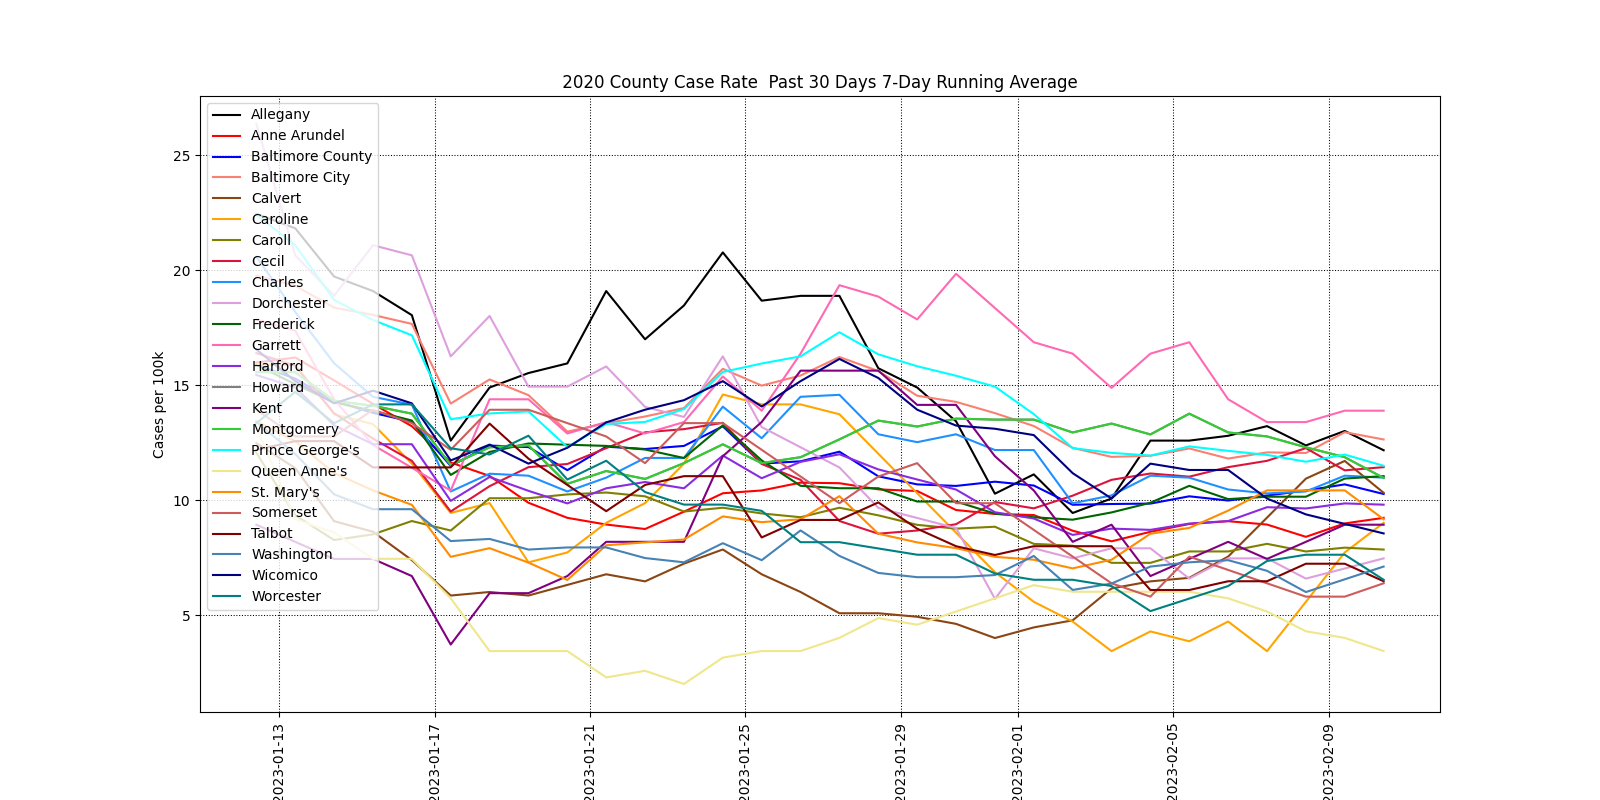 2020 County Case Rate  Past 30 Days 7-Day Running Average
Cases per 100k
25
20
15
10
5
Allegany
Anne Arundel
Baltimore County
Baltimore City
Calvert
Caroline
Caroll
Cecil
Charles
Dorchester
Frederick
Garrett
Harford
Howard
Kent
Montgomery
Prince George's
Queen Anne's
St. Mary's
Somerset
Talbot
Washington
Wicomico
Worcester
2023-01-13
2023-01-17
2023-01-21
2023-01-25
2023-01-29
2023-02-01
2023-02-05
2023-02-09